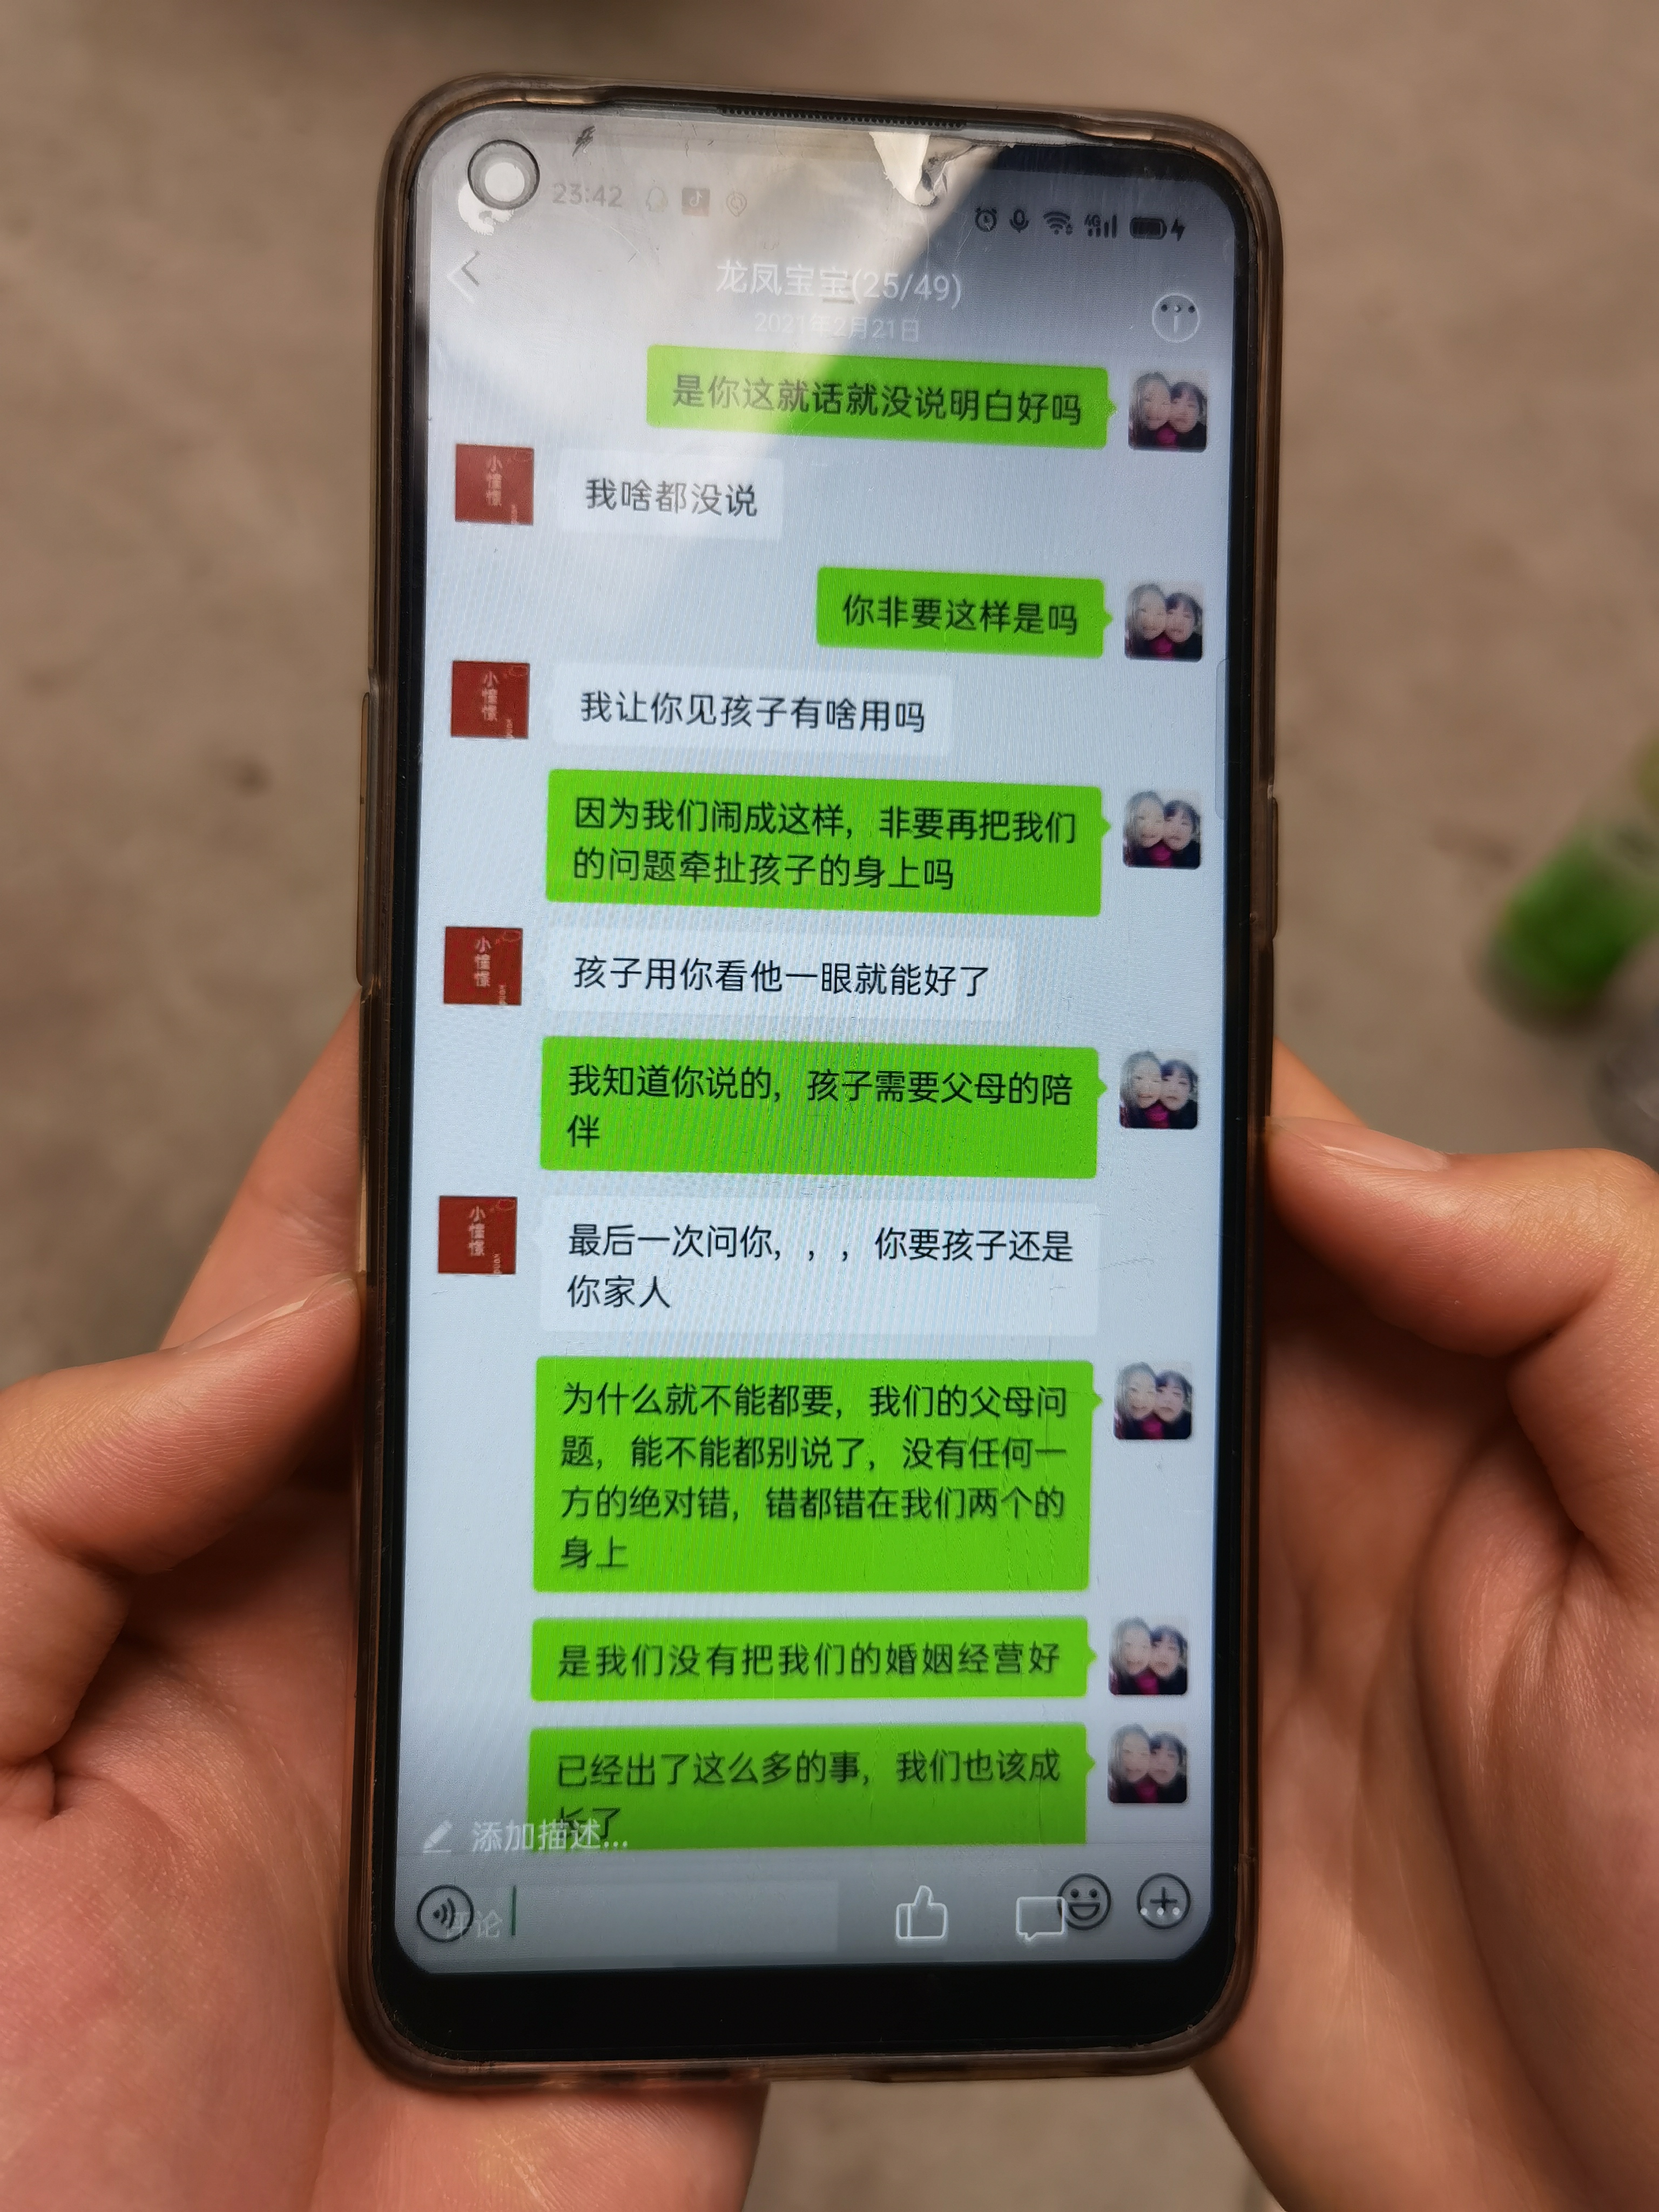 23:42
4G
龙凤宝宝(25/49)
2021年2月21日
是你这就话就没说明白好吗
小憧憬
我啥都没说
你非要这样是吗
小憧憬
我让你见孩子有啥用吗
因为我们闹成这样，非要再把我们
的问题牵扯孩子的身上吗
小憧憬
孩子用你看他一眼就能好了
我知道你说的，孩子需要父母的陪
伴
小憧憬
最后一次问你，，，你要孩子还是
你家人
为什么就不能都要，我们的父母问
题，能不能都别说了，没有任何一
方的绝对错，错都错在我们两个的
身上
是我们没有把我们的婚姻经营好
已经出了这么多的事，我们也该成
长了
添加描述...
评论